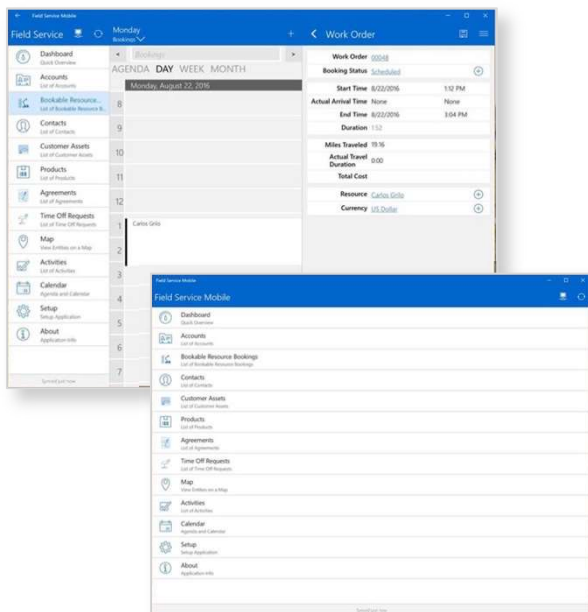 Field Service Mobile
Field Service
Dashboard
Quick Overview
Accounts
List of Accounts
Bookable Resource...
List of Bookable Resource B...
Contacts
List of Contacts
Customer Assets
List of Customer Assets
Products
List of Products
Agreements
List of Agreements
Time Off Requests
List of Time Off Requests
Map
View Entities on a Map
Activities
List of Activities
Calendar
Agenda and Calendar
Setup
Setup Application
About
Application Info
Synced just now
Monday
Bookings
+
< Bookings >
AGENDA DAY WEEK MONTH
Monday, August 22, 2016
8
9
10
11
12
1 Carlos Grilo
2
3
4
5
6
7
Work Order
Work Order 00048
Booking Status Scheduled
Start Time 8/22/2016 1:12 PM
Actual Arrival Time None None
End Time 8/22/2016 3:04 PM
Duration 1:52
Miles Traveled 19.16
Actual Travel Duration 0:00
Total Cost
Resource Carlos Grilo
Currency US Dollar
Field Service Mobile
Field Service Mobile
Dashboard
Quick Overview
Accounts
List of Accounts
Bookable Resource Bookings
List of Bookable Resource Bookings
Contacts
List of Contacts
Customer Assets
List of Customer Assets
Products
List of Products
Agreements
List of Agreements
Time Off Requests
List of Time Off Requests
Map
View Entities on a Map
Activities
List of Activities
Calendar
Agenda and Calendar
Setup
Setup Application
About
Application Info
Synced just now